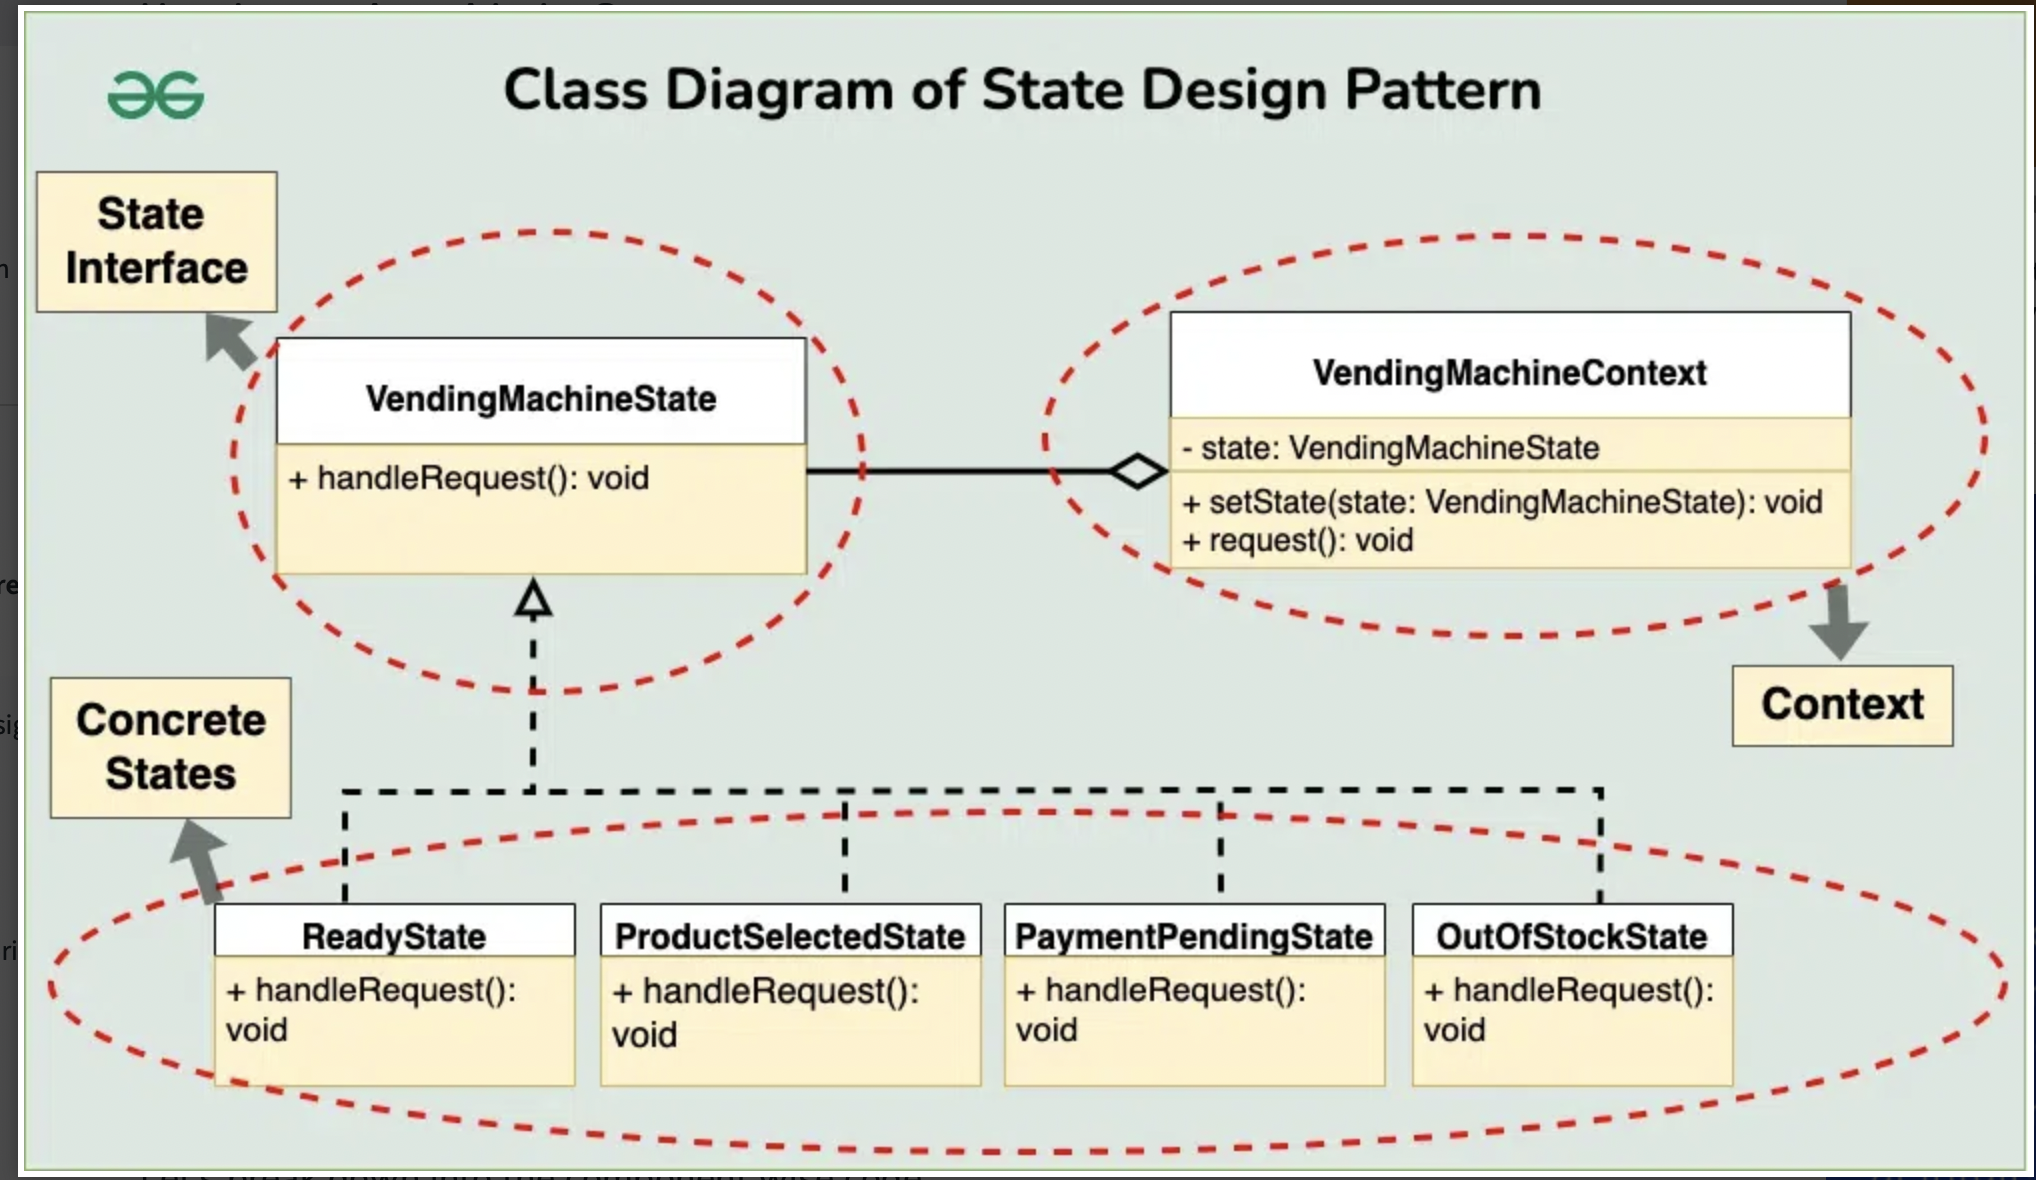 Class Diagram of State Design Pattern
State
Interface
VendingMachineState
+ handleRequest(): void
VendingMachineContext
- state: VendingMachineState
+ setState(state: VendingMachineState): void
+ request(): void
Context
Concrete
States
ReadyState
+ handleRequest():
void
ProductSelectedState
+ handleRequest():
void
PaymentPendingState
+ handleRequest():
void
OutOfStockState
+ handleRequest():
void